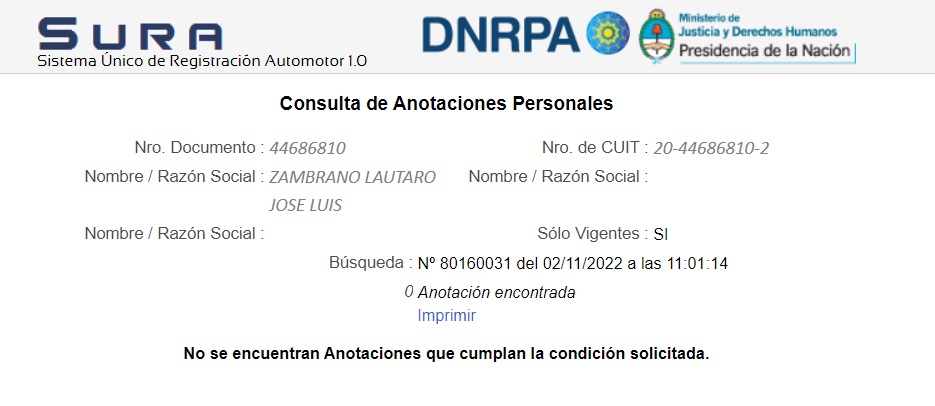 SURA
Sistema Único de Registración Automotor 1.0
DNRPA
Ministerio de
Justicia y Derechos Humanos
Presidencia de la Nación
Consulta de Anotaciones Personales
Nro. Documento : 44686810 Nro. de CUIT : 20-44686810-2
Nombre / Razón Social : ZAMBRANO LAUTARO Nombre / Razón Social :
JOSE LUIS
Nombre / Razón Social : Sólo Vigentes : SI
Búsqueda : Nº 80160031 del 02/11/2022 a las 11:01:14
0 Anotación encontrada
Imprimir
No se encuentran Anotaciones que cumplan la condición solicitada.